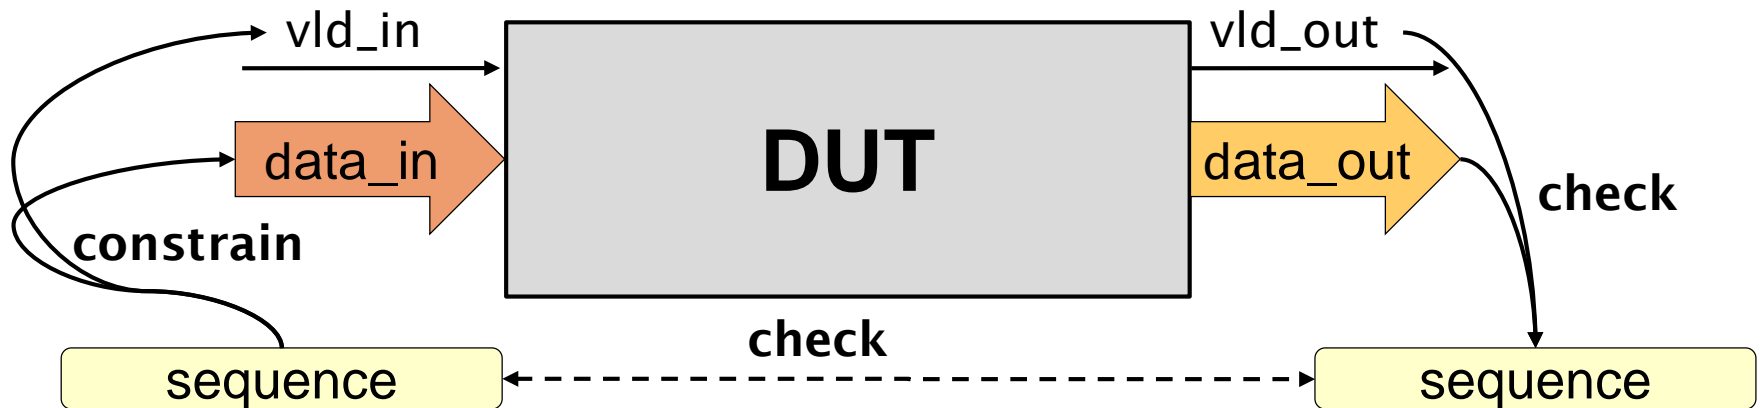 vld_in
vld_out
data_in
DUT
data_out
constrain
check
check
sequence
sequence